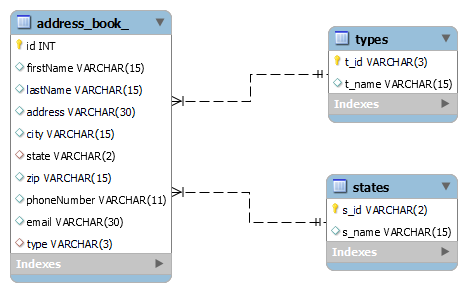 address_book_
id INT
firstName VARCHAR(15)
lastName VARCHAR(15)
address VARCHAR(30)
city VARCHAR(15)
state VARCHAR(2)
zip VARCHAR(15)
phoneNumber VARCHAR(11)
email VARCHAR(30)
type VARCHAR(3)
Indexes
types
t_id VARCHAR(3)
t_name VARCHAR(15)
Indexes
states
s_id VARCHAR(2)
s_name VARCHAR(15)
Indexes